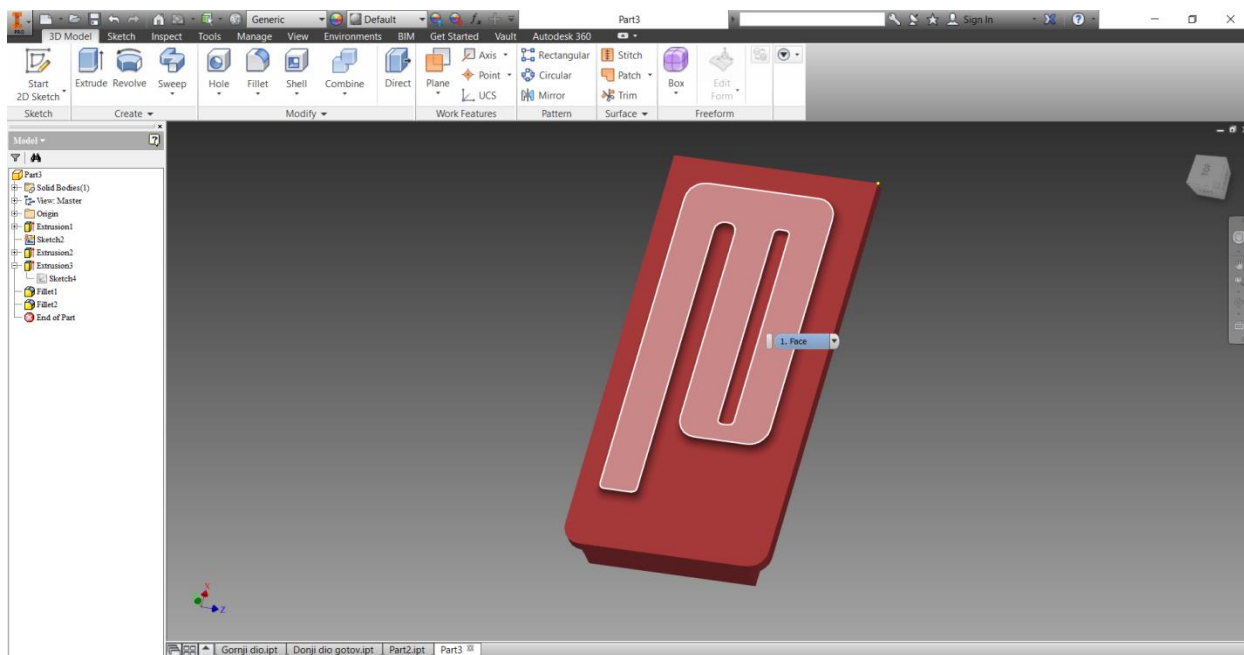 PRO
Generic
Default
Part3
Sign In
3D Model Sketch Inspect Tools Manage View Environments BIM Get Started Vault Autodesk 360
Start
2D Sketch
Extrude Revolve Sweep
Hole Fillet Shell Combine Direct
Plane
Axis
Point
UCS
Rectangular
Circular
Mirror
Stitch
Patch
Trim
Box
Edit
Form
Sketch Create Modify Work Features Pattern Surface Freeform
Model
Part3
Solid Bodies(1)
View: Master
Origin
Extrusion1
Sketch2
Extrusion2
Extrusion3
Sketch4
Fillet1
Fillet2
End of Part
TOP
1. Face
X
Z
Gornji dio.ipt Donji dio gotov.ipt Part2.ipt Part3